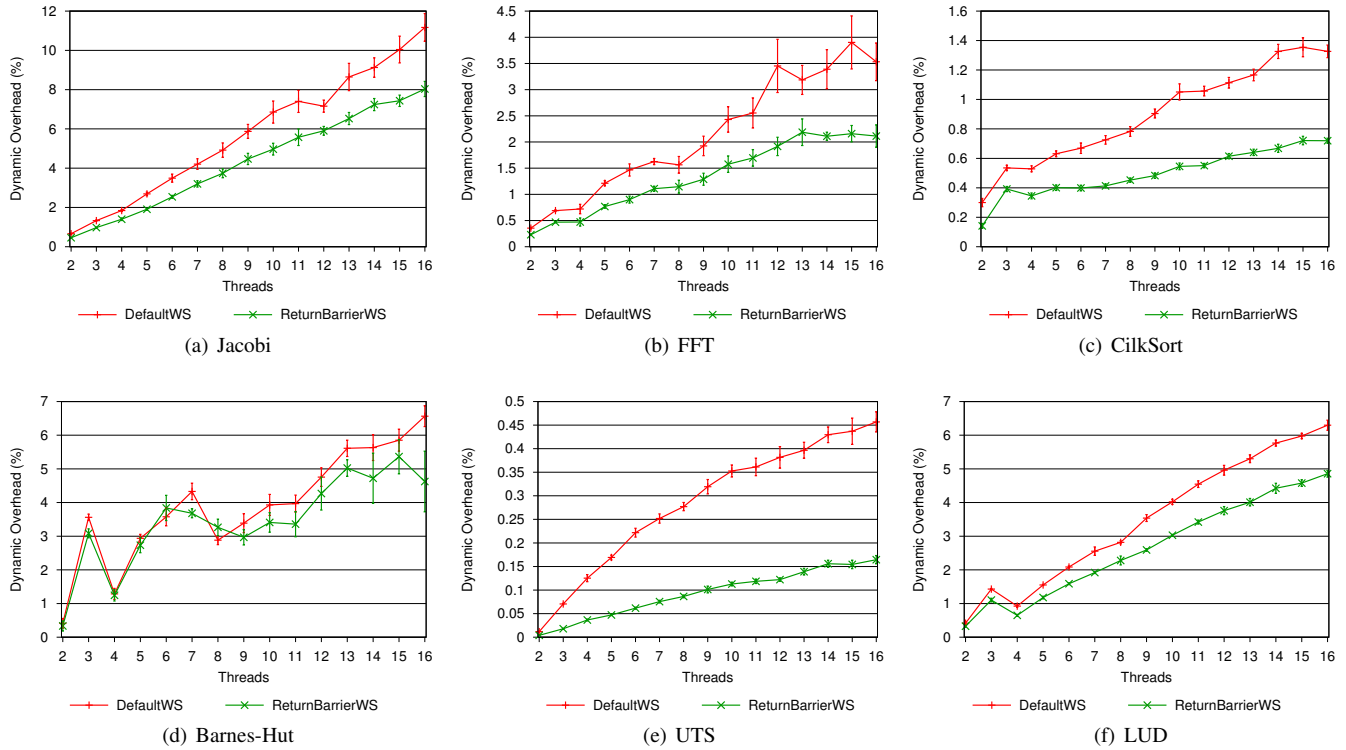 Dynamic Overhead (%)
12
10
8
6
4
2
0
2 3 4 5 6 7 8 9 10 11 12 13 14 15 16
Threads
DefaultWS ReturnBarrierWS
(a) Jacobi
Dynamic Overhead (%)
4.5
4
3.5
3
2.5
2
1.5
1
0.5
0
2 3 4 5 6 7 8 9 10 11 12 13 14 15 16
Threads
DefaultWS ReturnBarrierWS
(b) FFT
Dynamic Overhead (%)
1.6
1.4
1.2
1
0.8
0.6
0.4
0.2
0
2 3 4 5 6 7 8 9 10 11 12 13 14 15 16
Threads
DefaultWS ReturnBarrierWS
(c) CilkSort
Dynamic Overhead (%)
7
6
5
4
3
2
1
0
2 3 4 5 6 7 8 9 10 11 12 13 14 15 16
Threads
DefaultWS ReturnBarrierWS
(d) Barnes-Hut
Dynamic Overhead (%)
0.5
0.45
0.4
0.35
0.3
0.25
0.2
0.15
0.1
0.05
0
2 3 4 5 6 7 8 9 10 11 12 13 14 15 16
Threads
DefaultWS ReturnBarrierWS
(e) UTS
Dynamic Overhead (%)
7
6
5
4
3
2
1
0
2 3 4 5 6 7 8 9 10 11 12 13 14 15 16
Threads
DefaultWS ReturnBarrierWS
(f) LUD